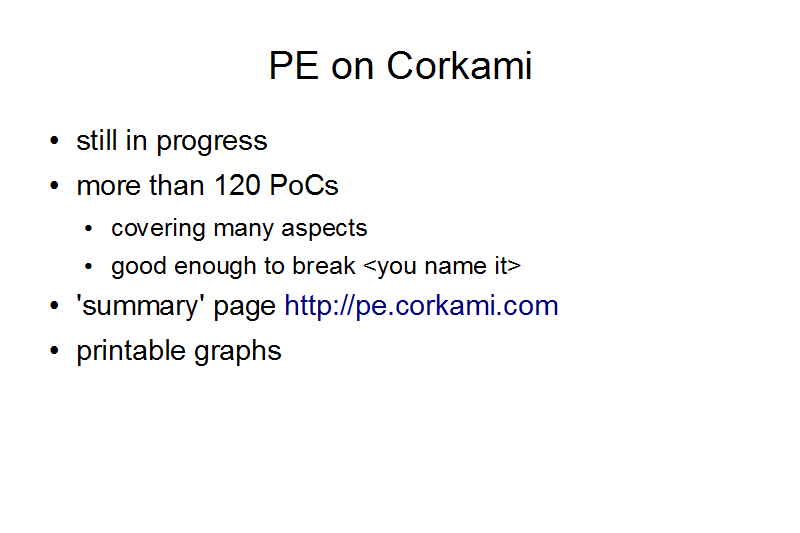 PE on Corkami
• still in progress
• more than 120 PoCs
• covering many aspects
• good enough to break <you name it>
• 'summary' page http://pe.corkami.com
• printable graphs